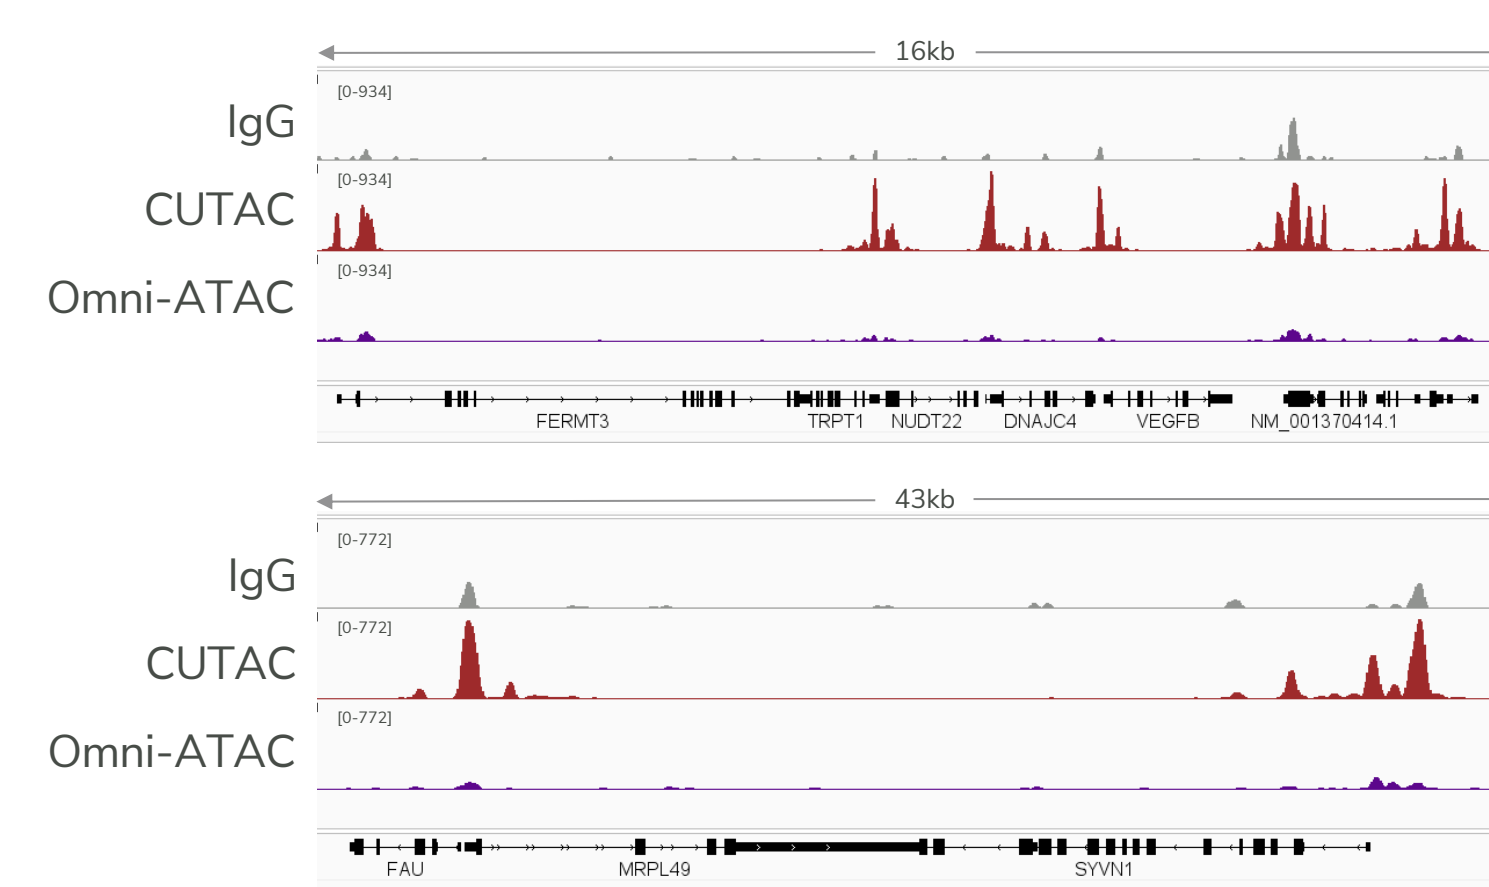 16kb
IgG [0-934]
CUTAC [0-934]
Omni-ATAC [0-934]
FERMT3 TRPT1 NUDT22 DNAJC4 VEGFB NM_001370414.1
43kb
IgG [0-772]
CUTAC [0-772]
Omni-ATAC [0-772]
FAU MRPL49 SYVN1